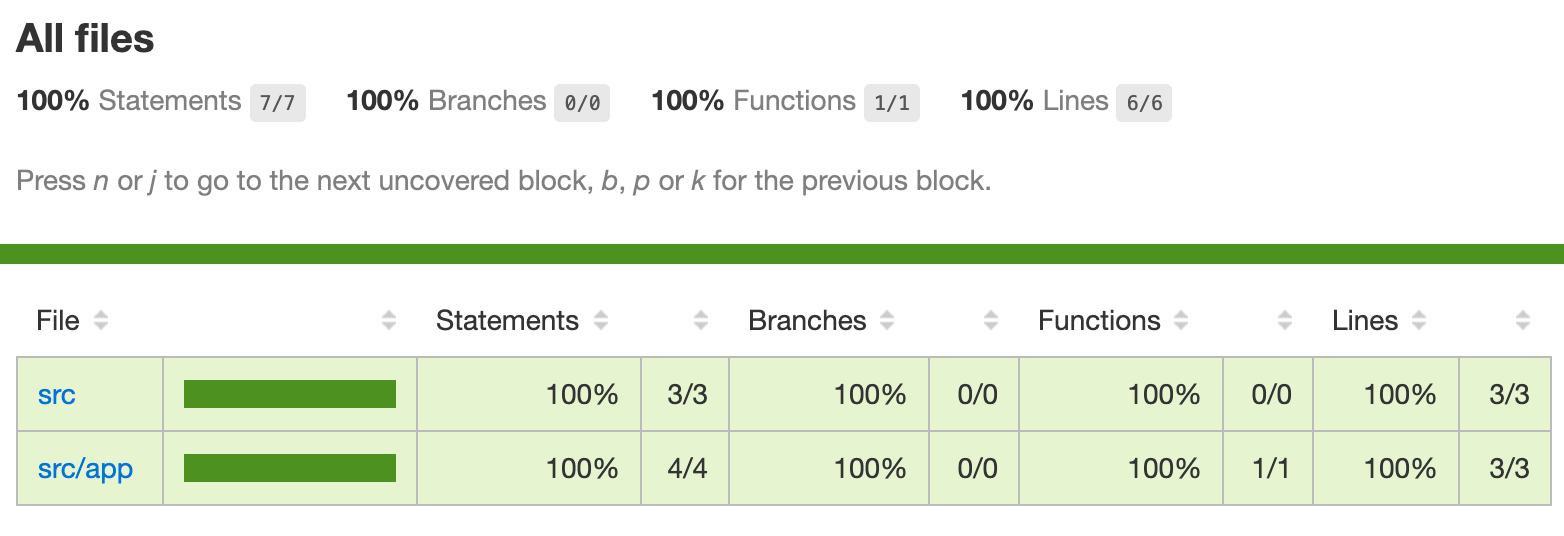 All files
100% Statements 7/7 100% Branches 0/0 100% Functions 1/1 100% Lines 6/6
Press n or j to go to the next uncovered block, b, p or k for the previous block.
File Statements Branches Functions Lines
src 100% 3/3 100% 0/0 100% 0/0 100% 3/3
src/app 100% 4/4 100% 0/0 100% 1/1 100% 3/3